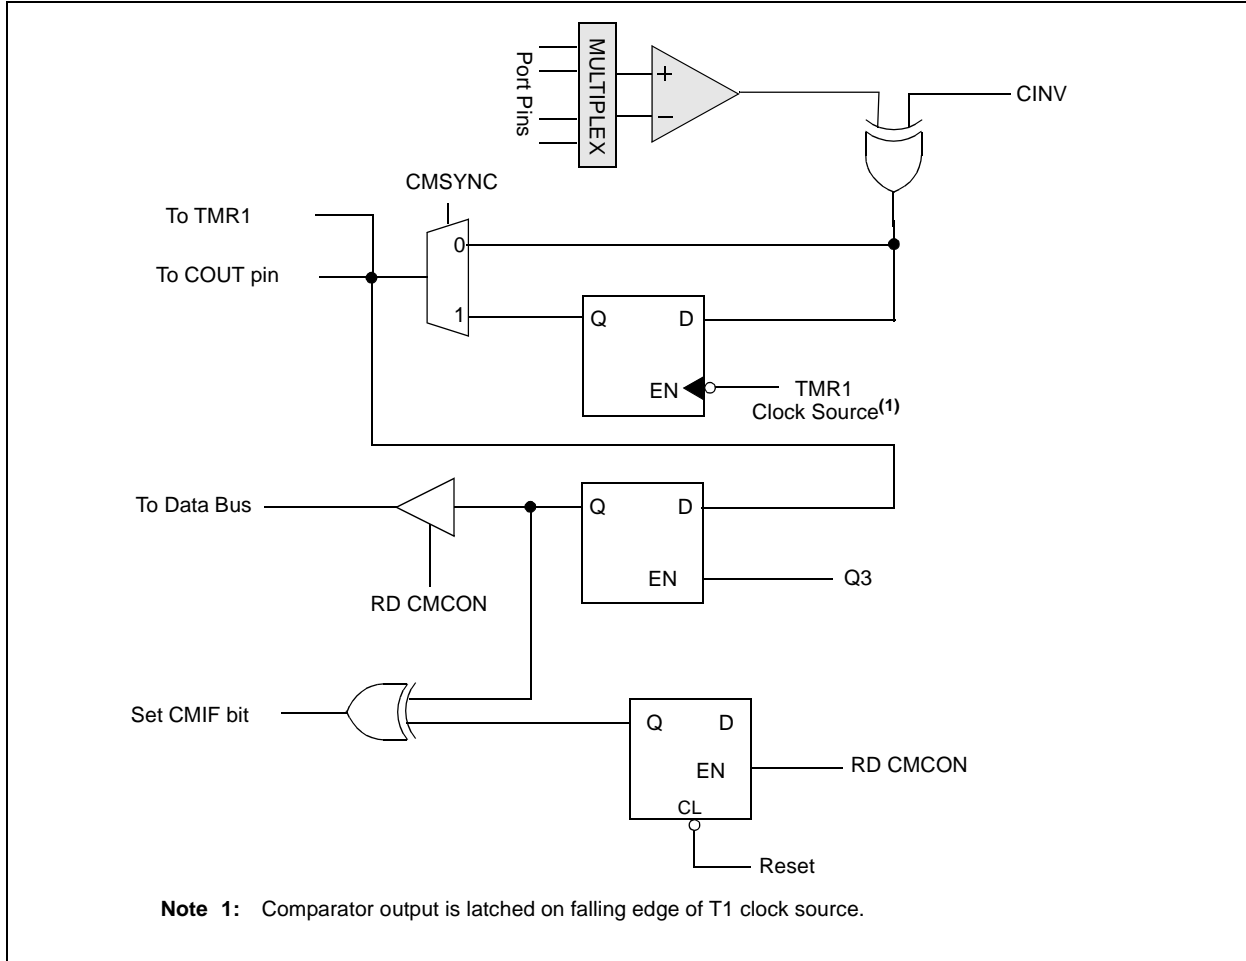 MULTIPLEX
Port Pins
+
−
CINV
CMSYNC
To TMR1
0
To COUT pin
1
Q D
EN
TMR1
Clock Source(1)
To Data Bus
Q D
EN
Q3
RD CMCON
Set CMIF bit
Q D
EN
RD CMCON
CL
Reset
Note 1: Comparator output is latched on falling edge of T1 clock source.